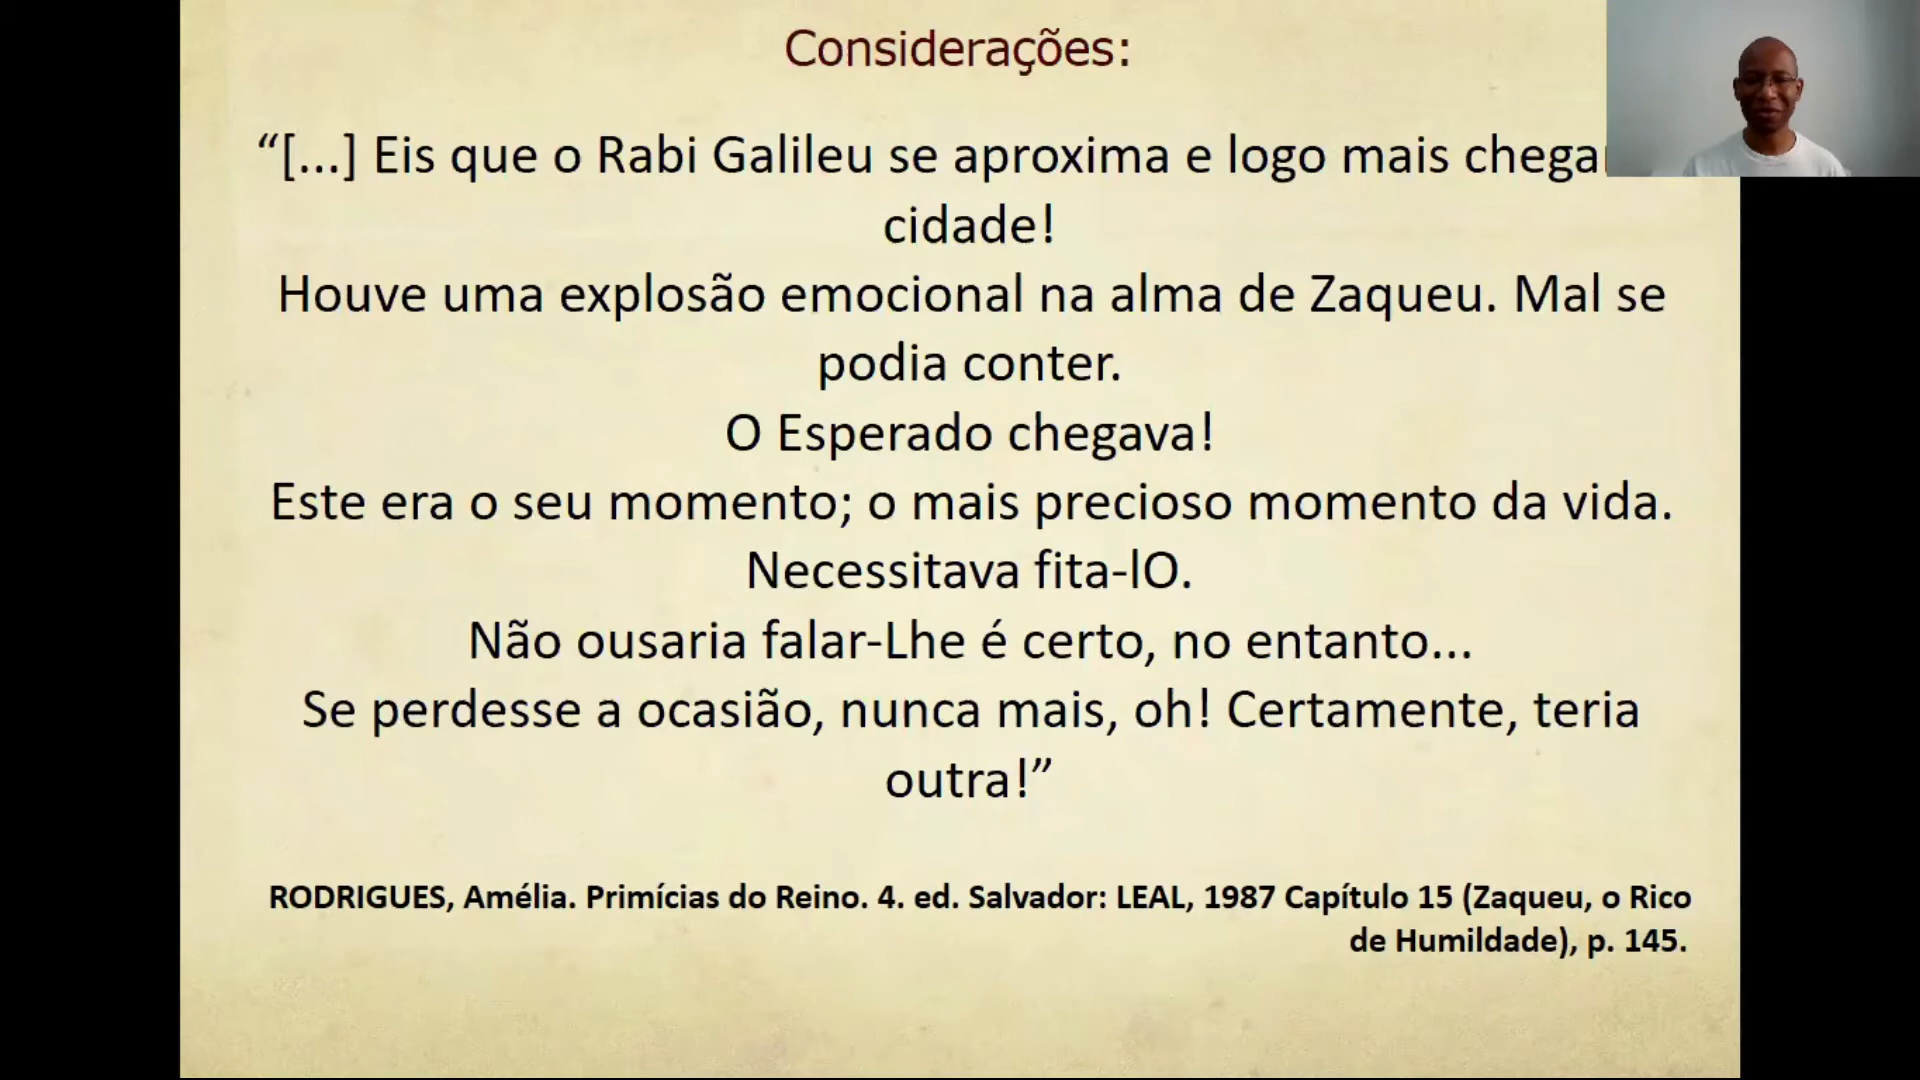 Considerações:
“[...] Eis que o Rabi Galileu se aproxima e logo mais
cidade!
Houve uma explosão emocional na alma de Zaqueu. Mal se
podia conter.
O Esperado chegava!
Este era o seu momento; o mais precioso momento da vida.
Necessitava fita-lO.
Não ousaria falar-Lhe é certo, no entanto...
Se perdesse a ocasião, nunca mais, oh! Certamente, teria
outra!”
RODRIGUES, Amélia. Primícias do Reino. 4. ed. Salvador: LEAL, 1987 Capítulo 15 (Zaqueu, o Rico
de Humildade), p. 145.